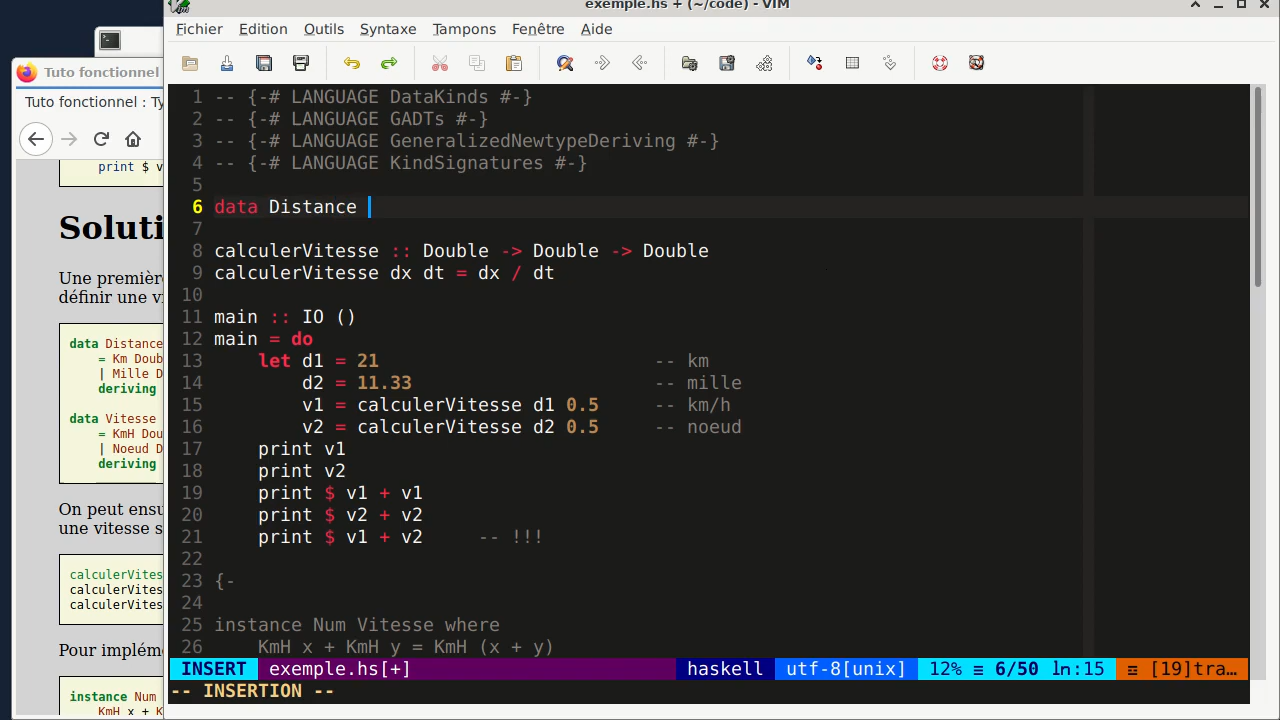 exemple.hs + (~/code) - VIM
Fichier Edition Outils Syntaxe Tampons Fenêtre Aide
Tuto fonctionnel
Tuto fonctionnel : Ty
print $ v
Soluti
Une premièr
définir une v
data Distance
= Km Doub
| Mille D
deriving
data Vitesse
= KmH Dou
| Noeud D
deriving
On peut ensu
une vitesse s
calculerVites
calculerVites
calculerVites
Pour implém
instance Num
KmH x + K
1 -- {-# LANGUAGE DataKinds #-}
2 -- {-# LANGUAGE GADTs #-}
3 -- {-# LANGUAGE GeneralizedNewtypeDeriving #-}
4 -- {-# LANGUAGE KindSignatures #-}
5
6 data Distance
7
8 calculerVitesse :: Double -> Double -> Double
9 calculerVitesse dx dt = dx / dt
10
11 main :: IO ()
12 main = do
13 let d1 = 21 -- km
14 d2 = 11.33 -- mille
15 v1 = calculerVitesse d1 0.5 -- km/h
16 v2 = calculerVitesse d2 0.5 -- noeud
17 print v1
18 print v2
19 print $ v1 + v1
20 print $ v2 + v2
21 print $ v1 + v2 -- !!!
22
23 {-
24
25 instance Num Vitesse where
26 KmH x + KmH y = KmH (x + y)
INSERT exemple.hs[+] haskell utf-8[unix] 12% ≡ 6/50 ln:15 ☲ [19]tra…
-- INSERTION --